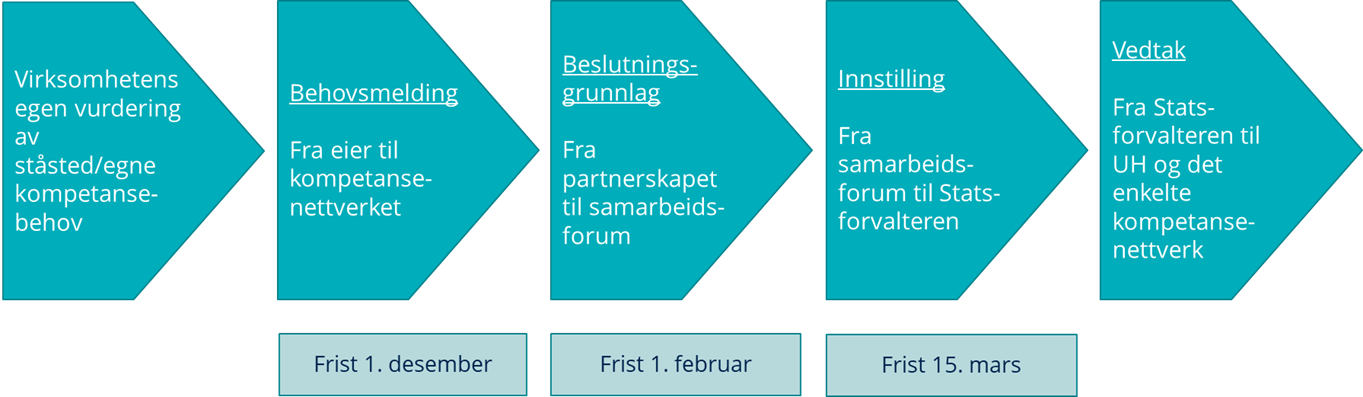 Virksomhetens
egen vurdering
av
ståsted/egne
kompetanse-
behov
Behovsmelding
Fra eier til
kompetanse-
nettverket
Beslutnings-
grunnlag
Fra
partnerskapet
til samarbeids-
forum
Innstilling
Fra
samarbeids-
forum til Stats-
forvalteren
Vedtak
Fra Stats-
forvalteren til
UH og det
enkelte
kompetanse-
nettverk
Frist 1. desember
Frist 1. februar
Frist 15. mars